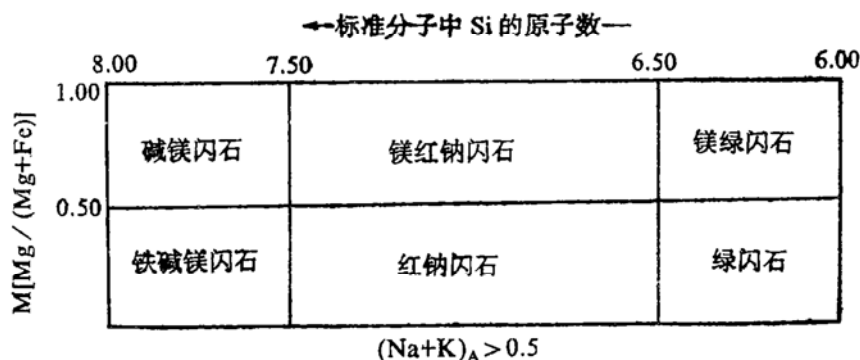 ←标准分子中 Si 的原子数—
8.00 7.50 6.50 6.00
1.00
碱镁闪石 镁红钠闪石 镁绿闪石
0.50
铁碱镁闪石 红钠闪石 绿闪石
M[Mg／(Mg+Fe)]
(Na+K)A>0.5